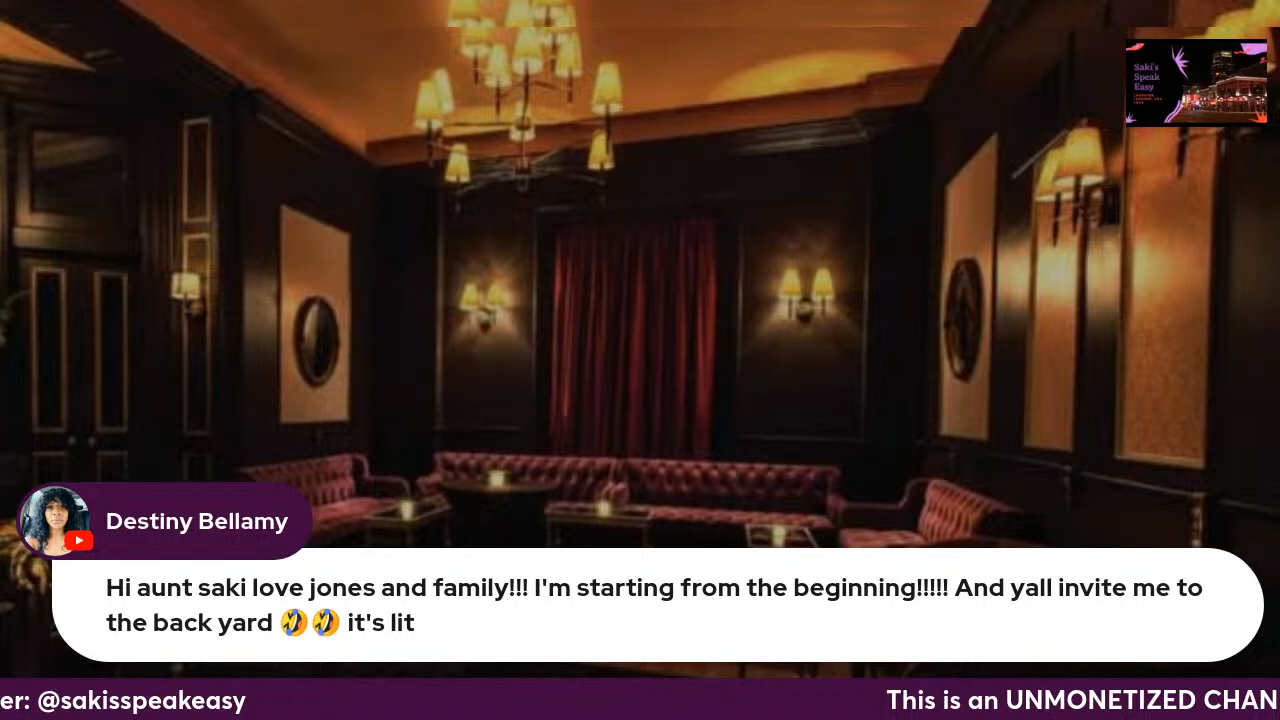 Saki's
Speak
Easy
Destiny Bellamy
Hi aunt saki love jones and family!!! I'm starting from the beginning!!!!! And yall invite me to
the back yard 🤣🤣 it's lit
er: @sakisspeakeasy
This is an UNMONETIZED CHAN